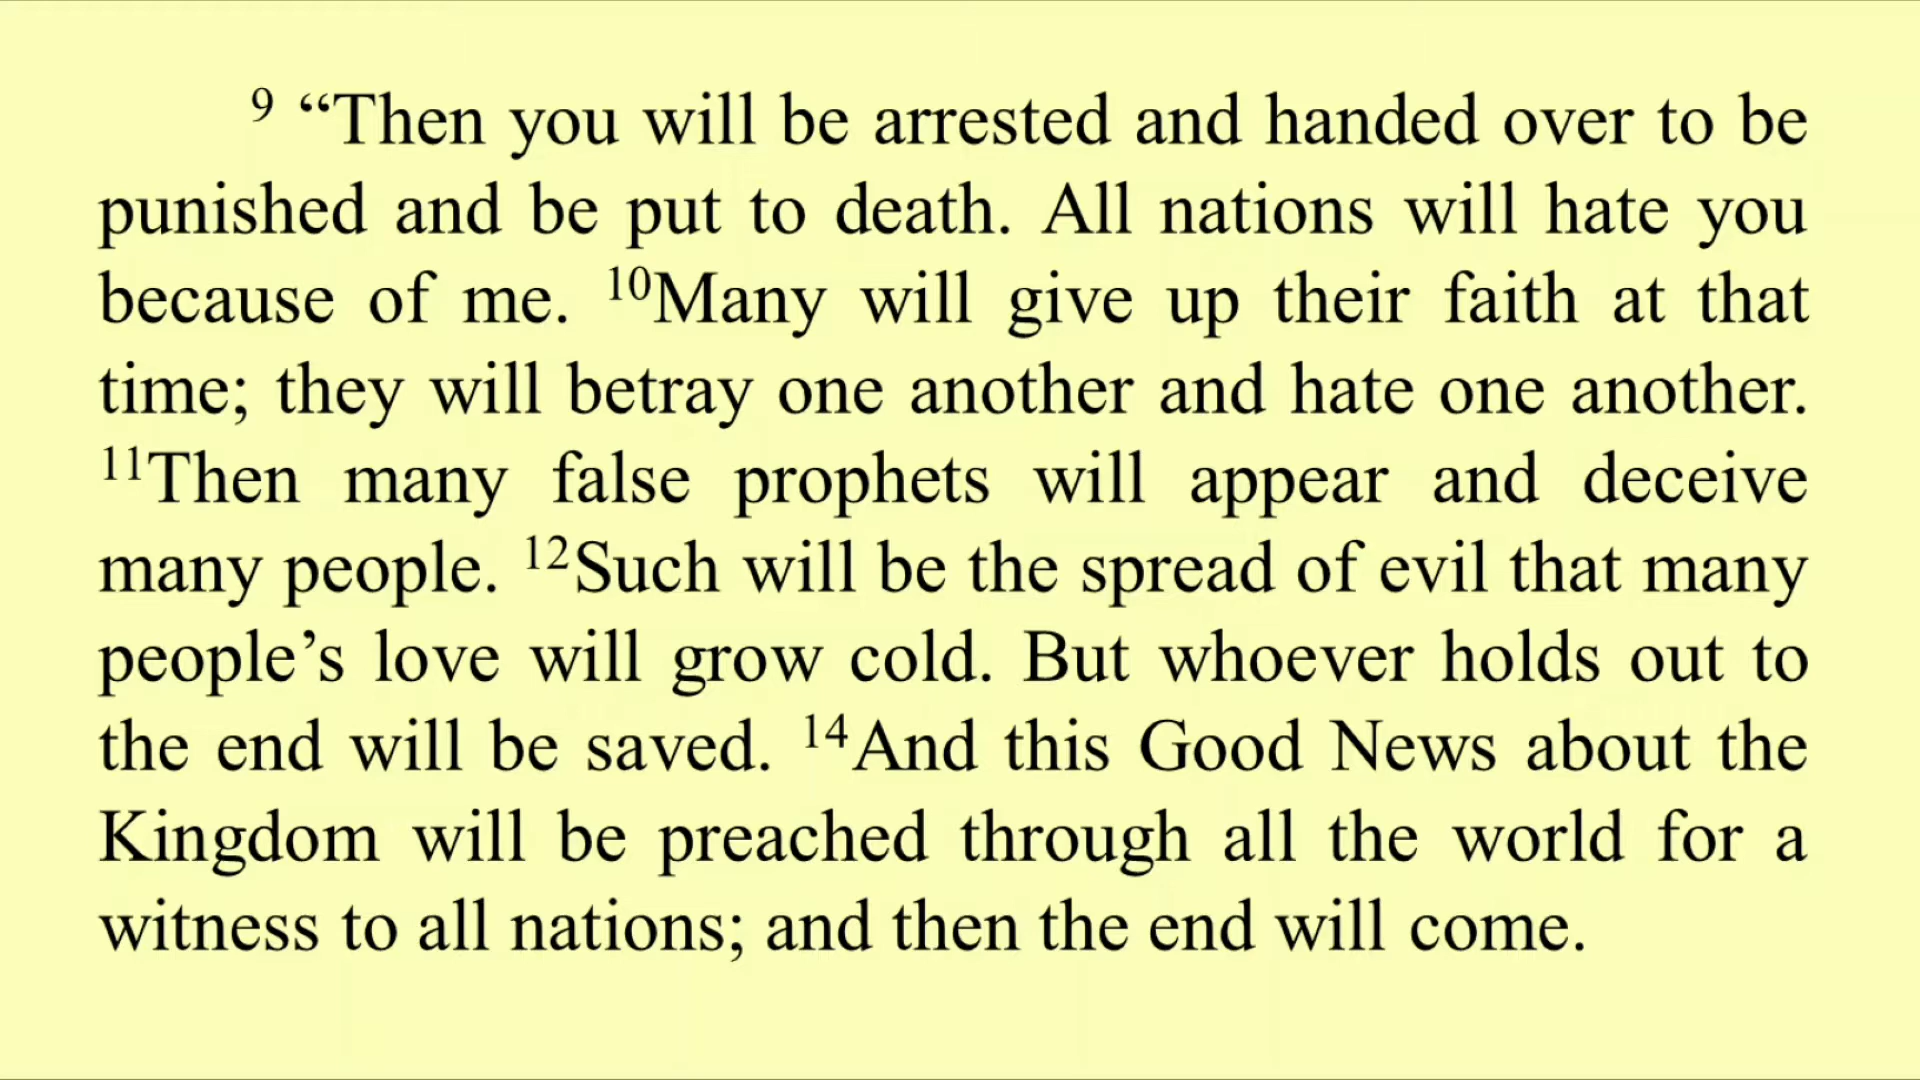 9 “Then you will be arrested and handed over to be
punished and be put to death. All nations will hate you
because of me. 10Many will give up their faith at that
time; they will betray one another and hate one another.
11Then many false prophets will appear and deceive
many people. 12Such will be the spread of evil that many
people’s love will grow cold. But whoever holds out to
the end will be saved. 14And this Good News about the
Kingdom will be preached through all the world for a
witness to all nations; and then the end will come.